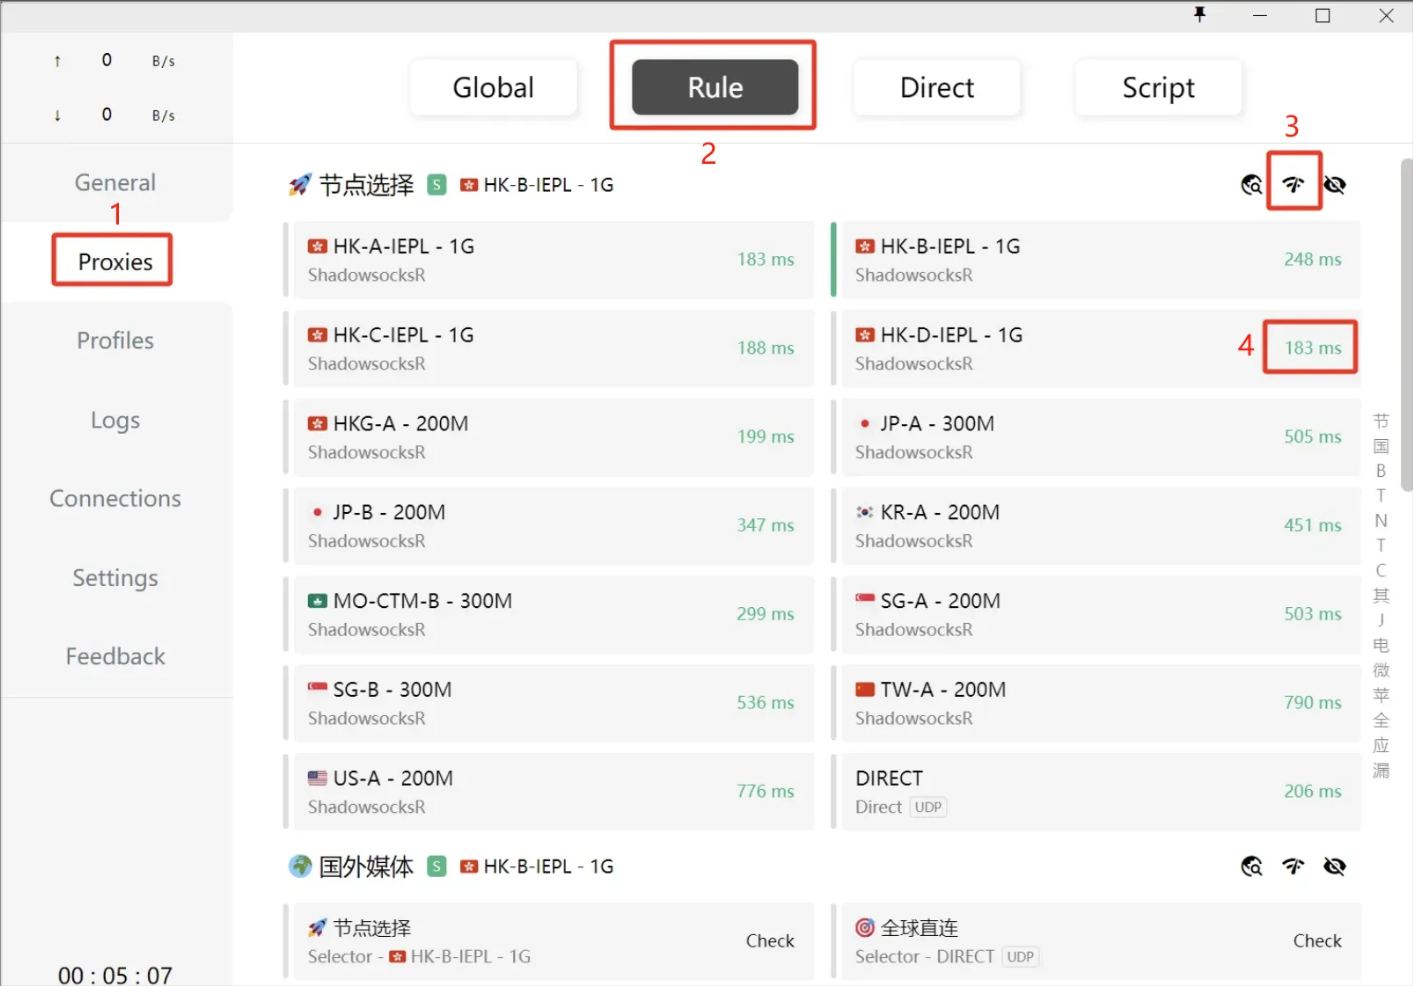 ↑ 0 B/s
↓ 0 B/s
General
1
Proxies
Profiles
Logs
Connections
Settings
Feedback
00 : 05 : 07
Global
Rule
Direct
Script
2
3
节点选择 S HK-B-IEPL - 1G
HK-A-IEPL - 1G
ShadowsocksR
183 ms
HK-B-IEPL - 1G
ShadowsocksR
248 ms
HK-C-IEPL - 1G
ShadowsocksR
188 ms
HK-D-IEPL - 1G
ShadowsocksR
4
183 ms
HKG-A - 200M
ShadowsocksR
199 ms
JP-A - 300M
ShadowsocksR
505 ms
JP-B - 200M
ShadowsocksR
347 ms
KR-A - 200M
ShadowsocksR
451 ms
MO-CTM-B - 300M
ShadowsocksR
299 ms
SG-A - 200M
ShadowsocksR
503 ms
SG-B - 300M
ShadowsocksR
536 ms
TW-A - 200M
ShadowsocksR
790 ms
US-A - 200M
ShadowsocksR
776 ms
DIRECT
Direct UDP
206 ms
国外媒体 S HK-B-IEPL - 1G
节点选择
Selector - HK-B-IEPL - 1G
Check
全球直连
Selector - DIRECT UDP
Check
节
国
B
T
N
T
C
其
J
电
微
苹
全
应
漏